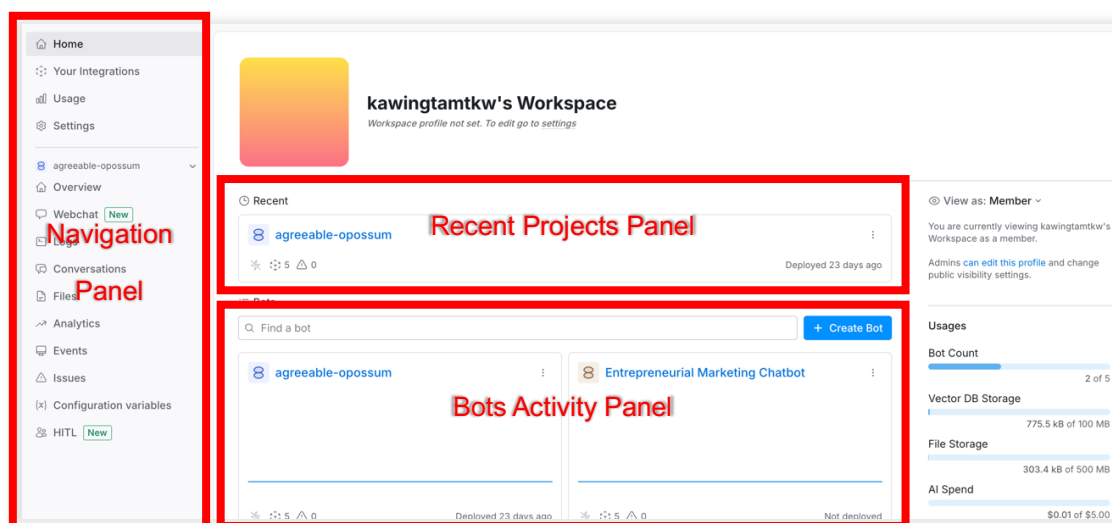 Home
Your Integrations
Usage
Settings
agreeable-opossum
Overview
Webchat New
Logs
Conversations
Files
Analytics
Events
Issues
Configuration variables
HITL New
Navigation
Panel
kawingtamtkw's Workspace
Workspace profile not set. To edit go to settings
Recent
Recent Projects Panel
agreeable-opossum
5 0
Deployed 23 days ago
Bots
Find a bot
+ Create Bot
agreeable-opossum
Entrepreneurial Marketing Chatbot
Bots Activity Panel
5 0 Deployed 23 days ago
5 0 Not deployed
View as: Member
You are currently viewing kawingtamtkw's
Workspace as a member.
Admins can edit this profile and change
public visibility settings.
Usages
Bot Count
2 of 5
Vector DB Storage
775.5 kB of 100 MB
File Storage
303.4 kB of 500 MB
AI Spend
$0.01 of $5.00